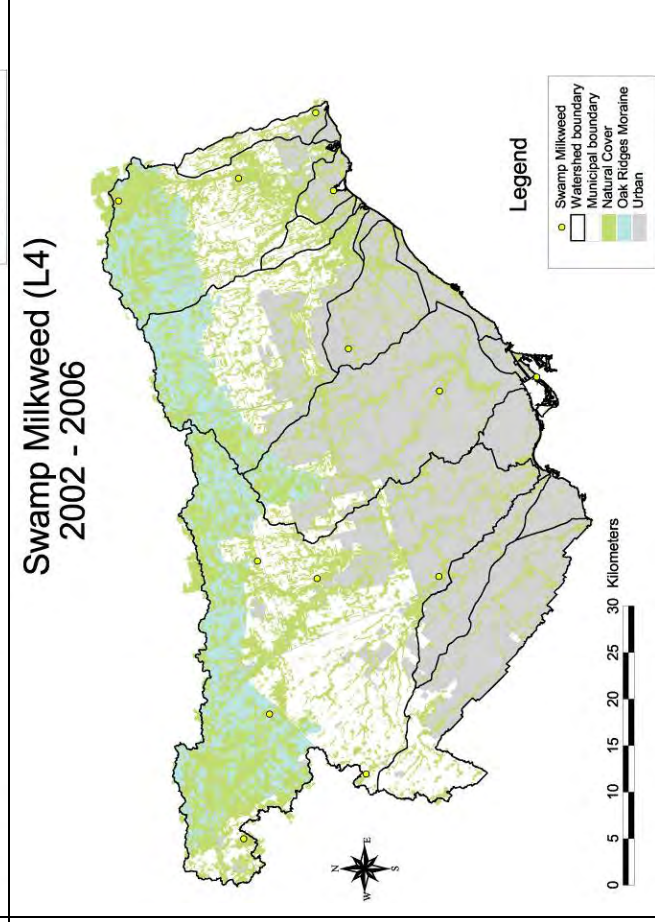 Swamp Milkweed (L4)
2002 - 2006
N
W
E
S
0 5 10 15 20 25 30 Kilometers
Legend
Swamp Milkweed
Watershed boundary
Municipal boundary
Natural Cover
Oak Ridges Moraine
Urban